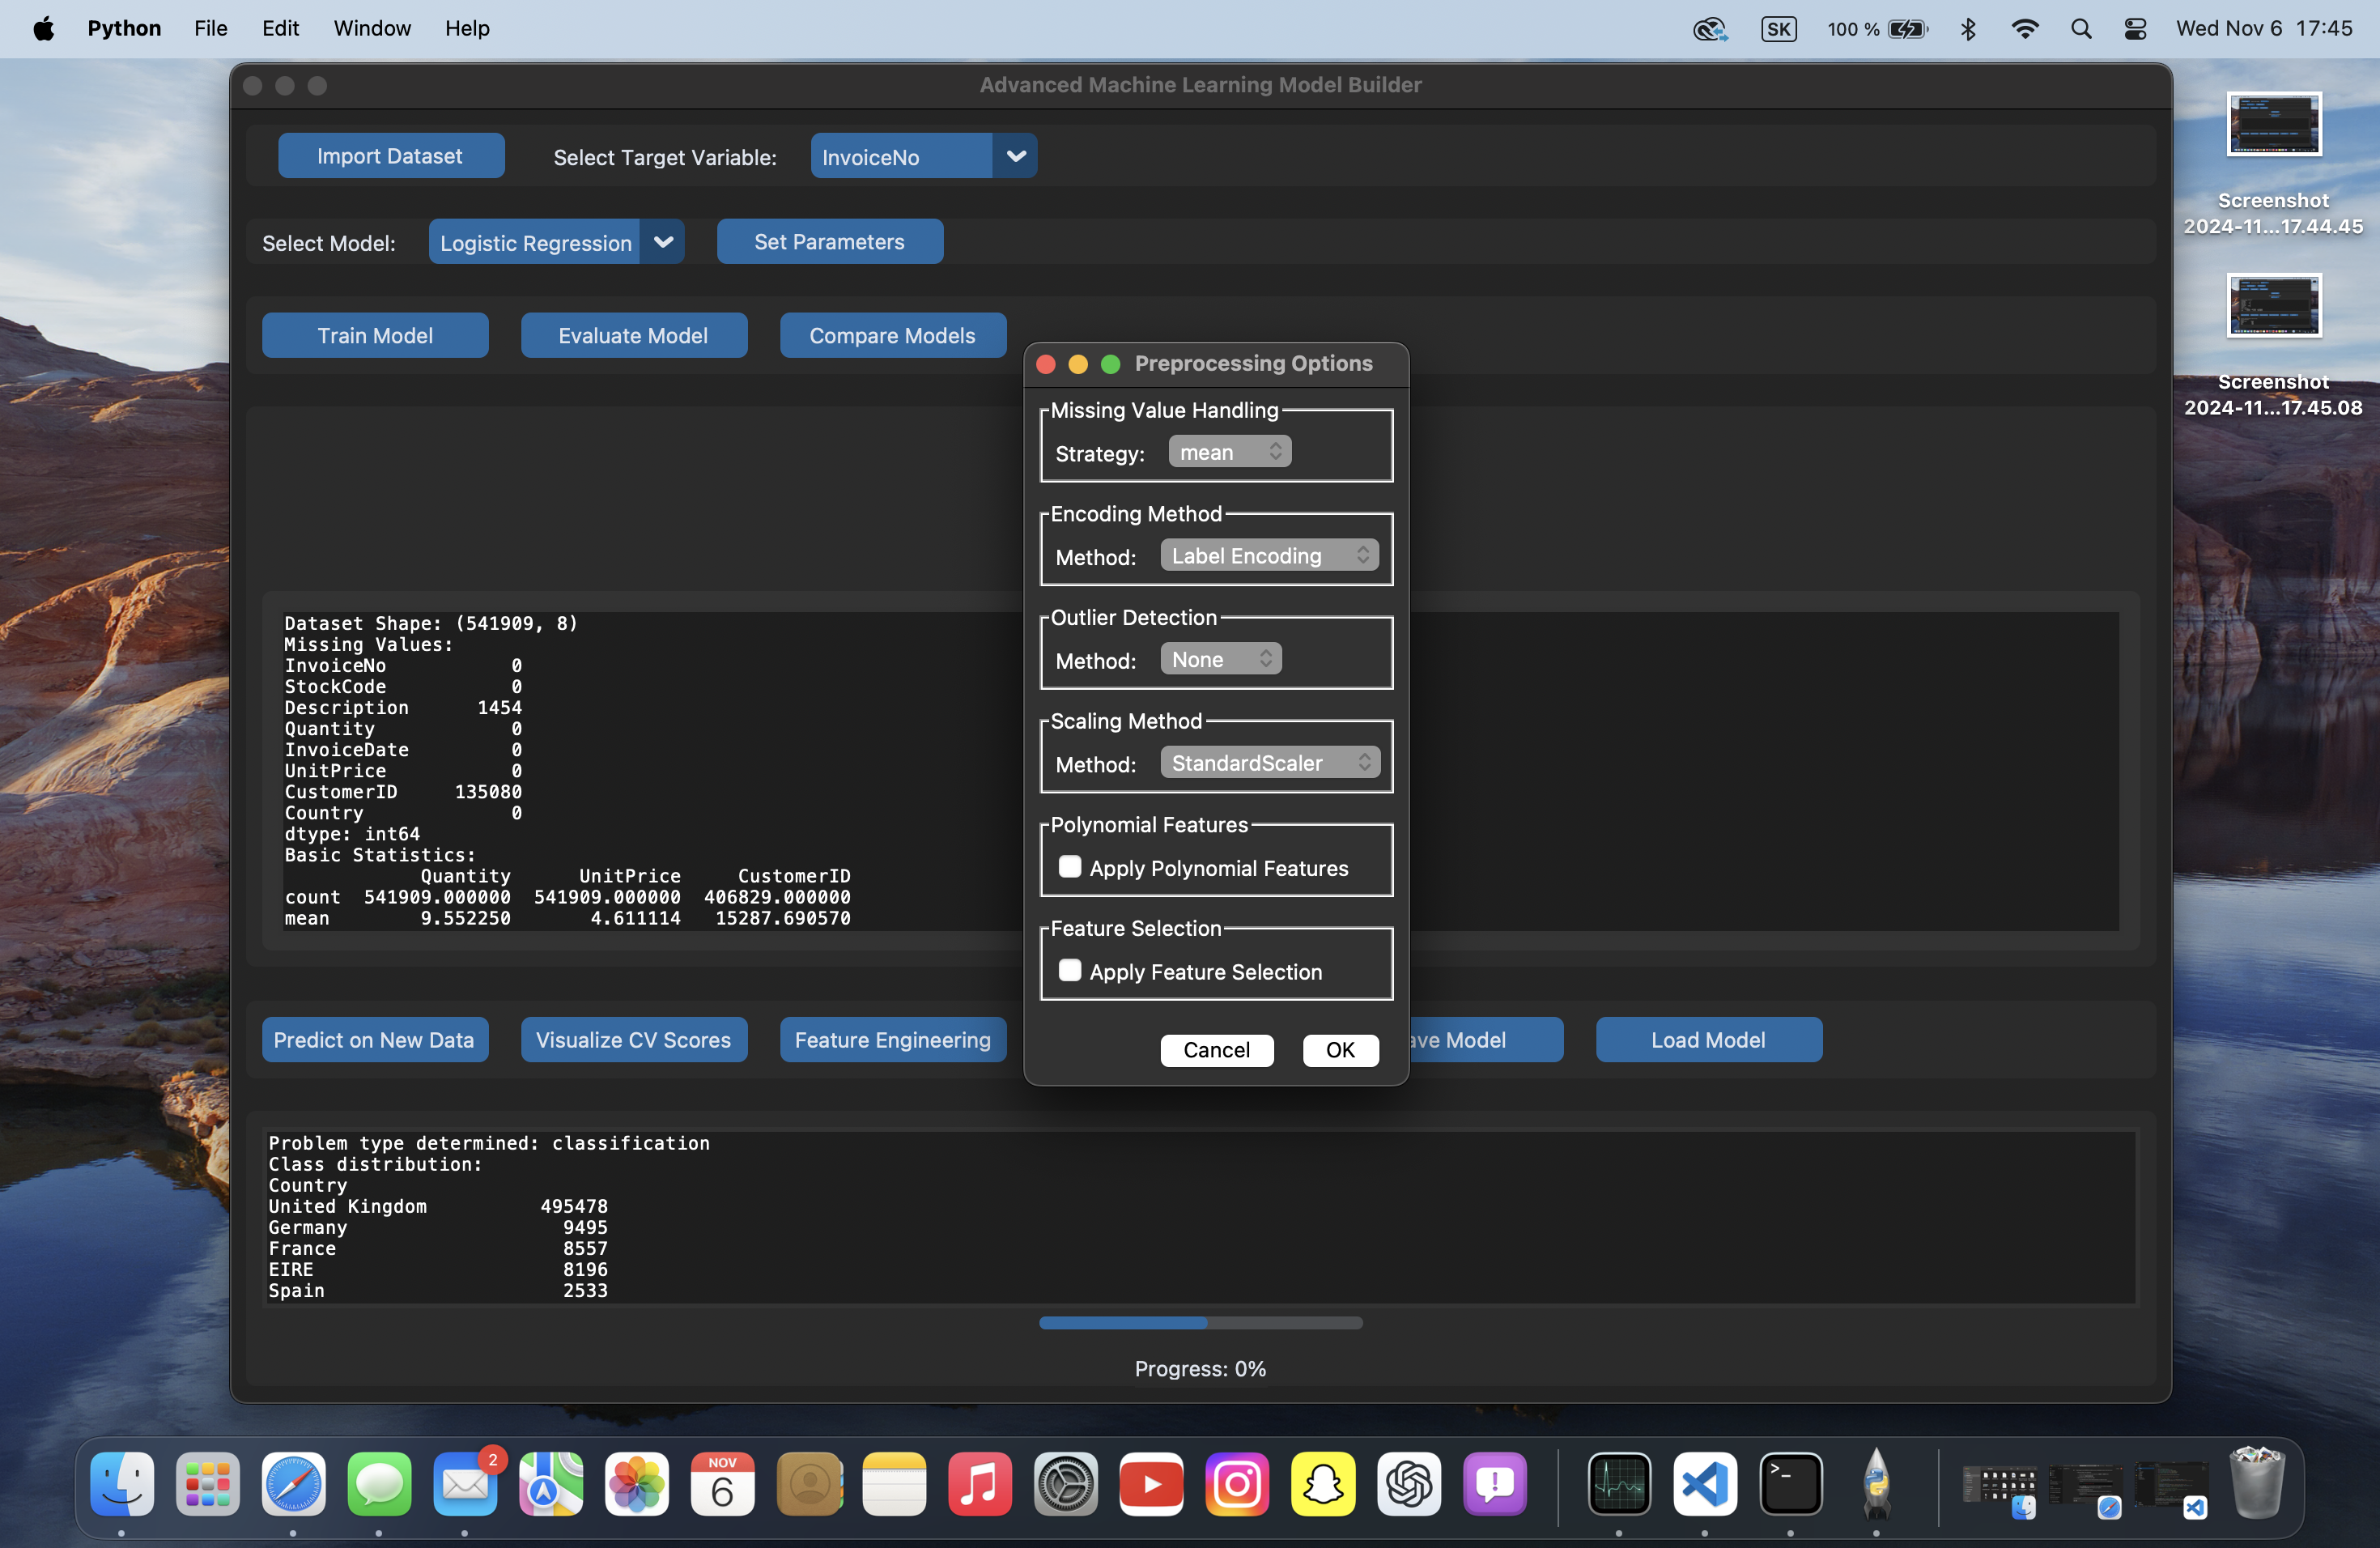 Python File Edit Window Help SK 100 % Wed Nov 6 17:45
Advanced Machine Learning Model Builder
Import Dataset Select Target Variable: InvoiceNo
Select Model: Logistic Regression Set Parameters
Train Model Evaluate Model Compare Models
Preprocessing Options
Missing Value Handling
Strategy: mean
Encoding Method
Method: Label Encoding
Outlier Detection
Method: None
Scaling Method
Method: StandardScaler
Polynomial Features
Apply Polynomial Features
Feature Selection
Apply Feature Selection
Cancel OK
Dataset Shape: (541909, 8)
Missing Values:
InvoiceNo 0
StockCode 0
Description 1454
Quantity 0
InvoiceDate 0
UnitPrice 0
CustomerID 135080
Country 0
dtype: int64
Basic Statistics:
Quantity UnitPrice CustomerID
count 541909.000000 541909.000000 406829.000000
mean 9.552250 4.611114 15287.690570
Predict on New Data Visualize CV Scores Feature Engineering ave Model Load Model
Problem type determined: classification
Class distribution:
Country
United Kingdom 495478
Germany 9495
France 8557
EIRE 8196
Spain 2533
Progress: 0%
Screenshot
2024-11...17.44.45
Screenshot
2024-11...17.45.08
2
NOV
6
>_